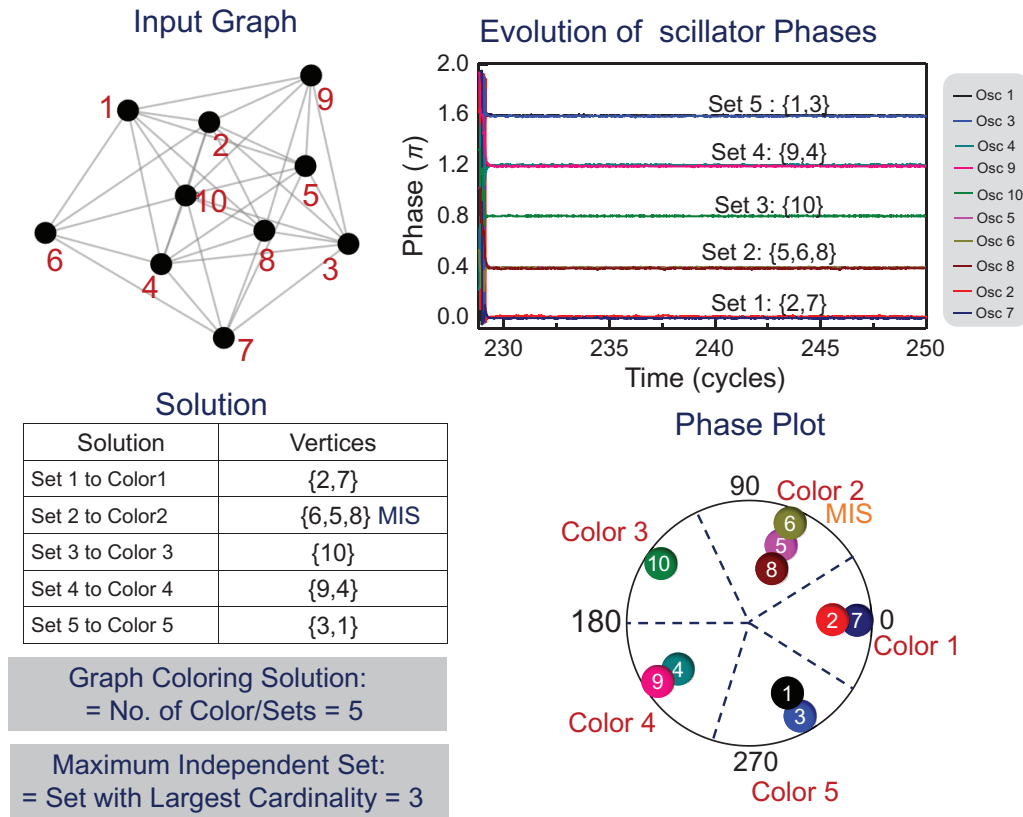 Input Graph
1
2
9
5
10
6
4
8
3
7
Evolution of scillator Phases
Phase (π)
2.0
1.6
1.2
0.8
0.4
0.0
Set 5 : {1,3}
Set 4: {9,4}
Set 3: {10}
Set 2: {5,6,8}
Set 1: {2,7}
230
235
240
245
250
Time (cycles)
Osc 1
Osc 3
Osc 4
Osc 9
Osc 10
Osc 5
Osc 6
Osc 8
Osc 2
Osc 7
Solution
Solution Vertices
Set 1 to Color1 {2,7}
Set 2 to Color2 {6,5,8} MIS
Set 3 to Color 3 {10}
Set 4 to Color 4 {9,4}
Set 5 to Color 5 {3,1}
Graph Coloring Solution:
= No. of Color/Sets = 5
Maximum Independent Set:
= Set with Largest Cardinality = 3
Phase Plot
90
Color 2
MIS
6
5
8
Color 3
10
180
2
7
0
Color 1
4
9
Color 4
1
3
270
Color 5